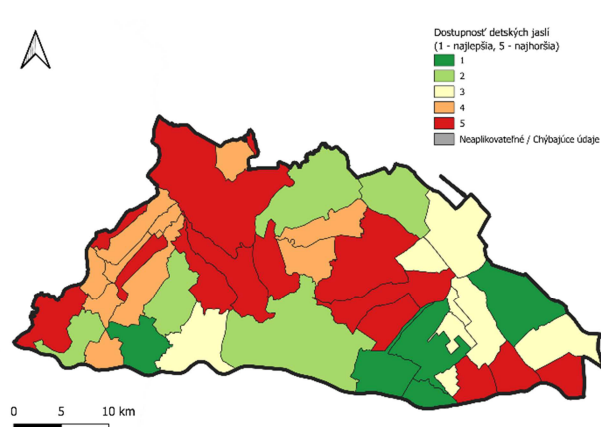 Dostupnosť detských jaslí
(1 - najlepšia, 5 - najhoršia)
1
2
3
4
5
Neaplikovateľné / Chýbajúce údaje
0 5 10 km